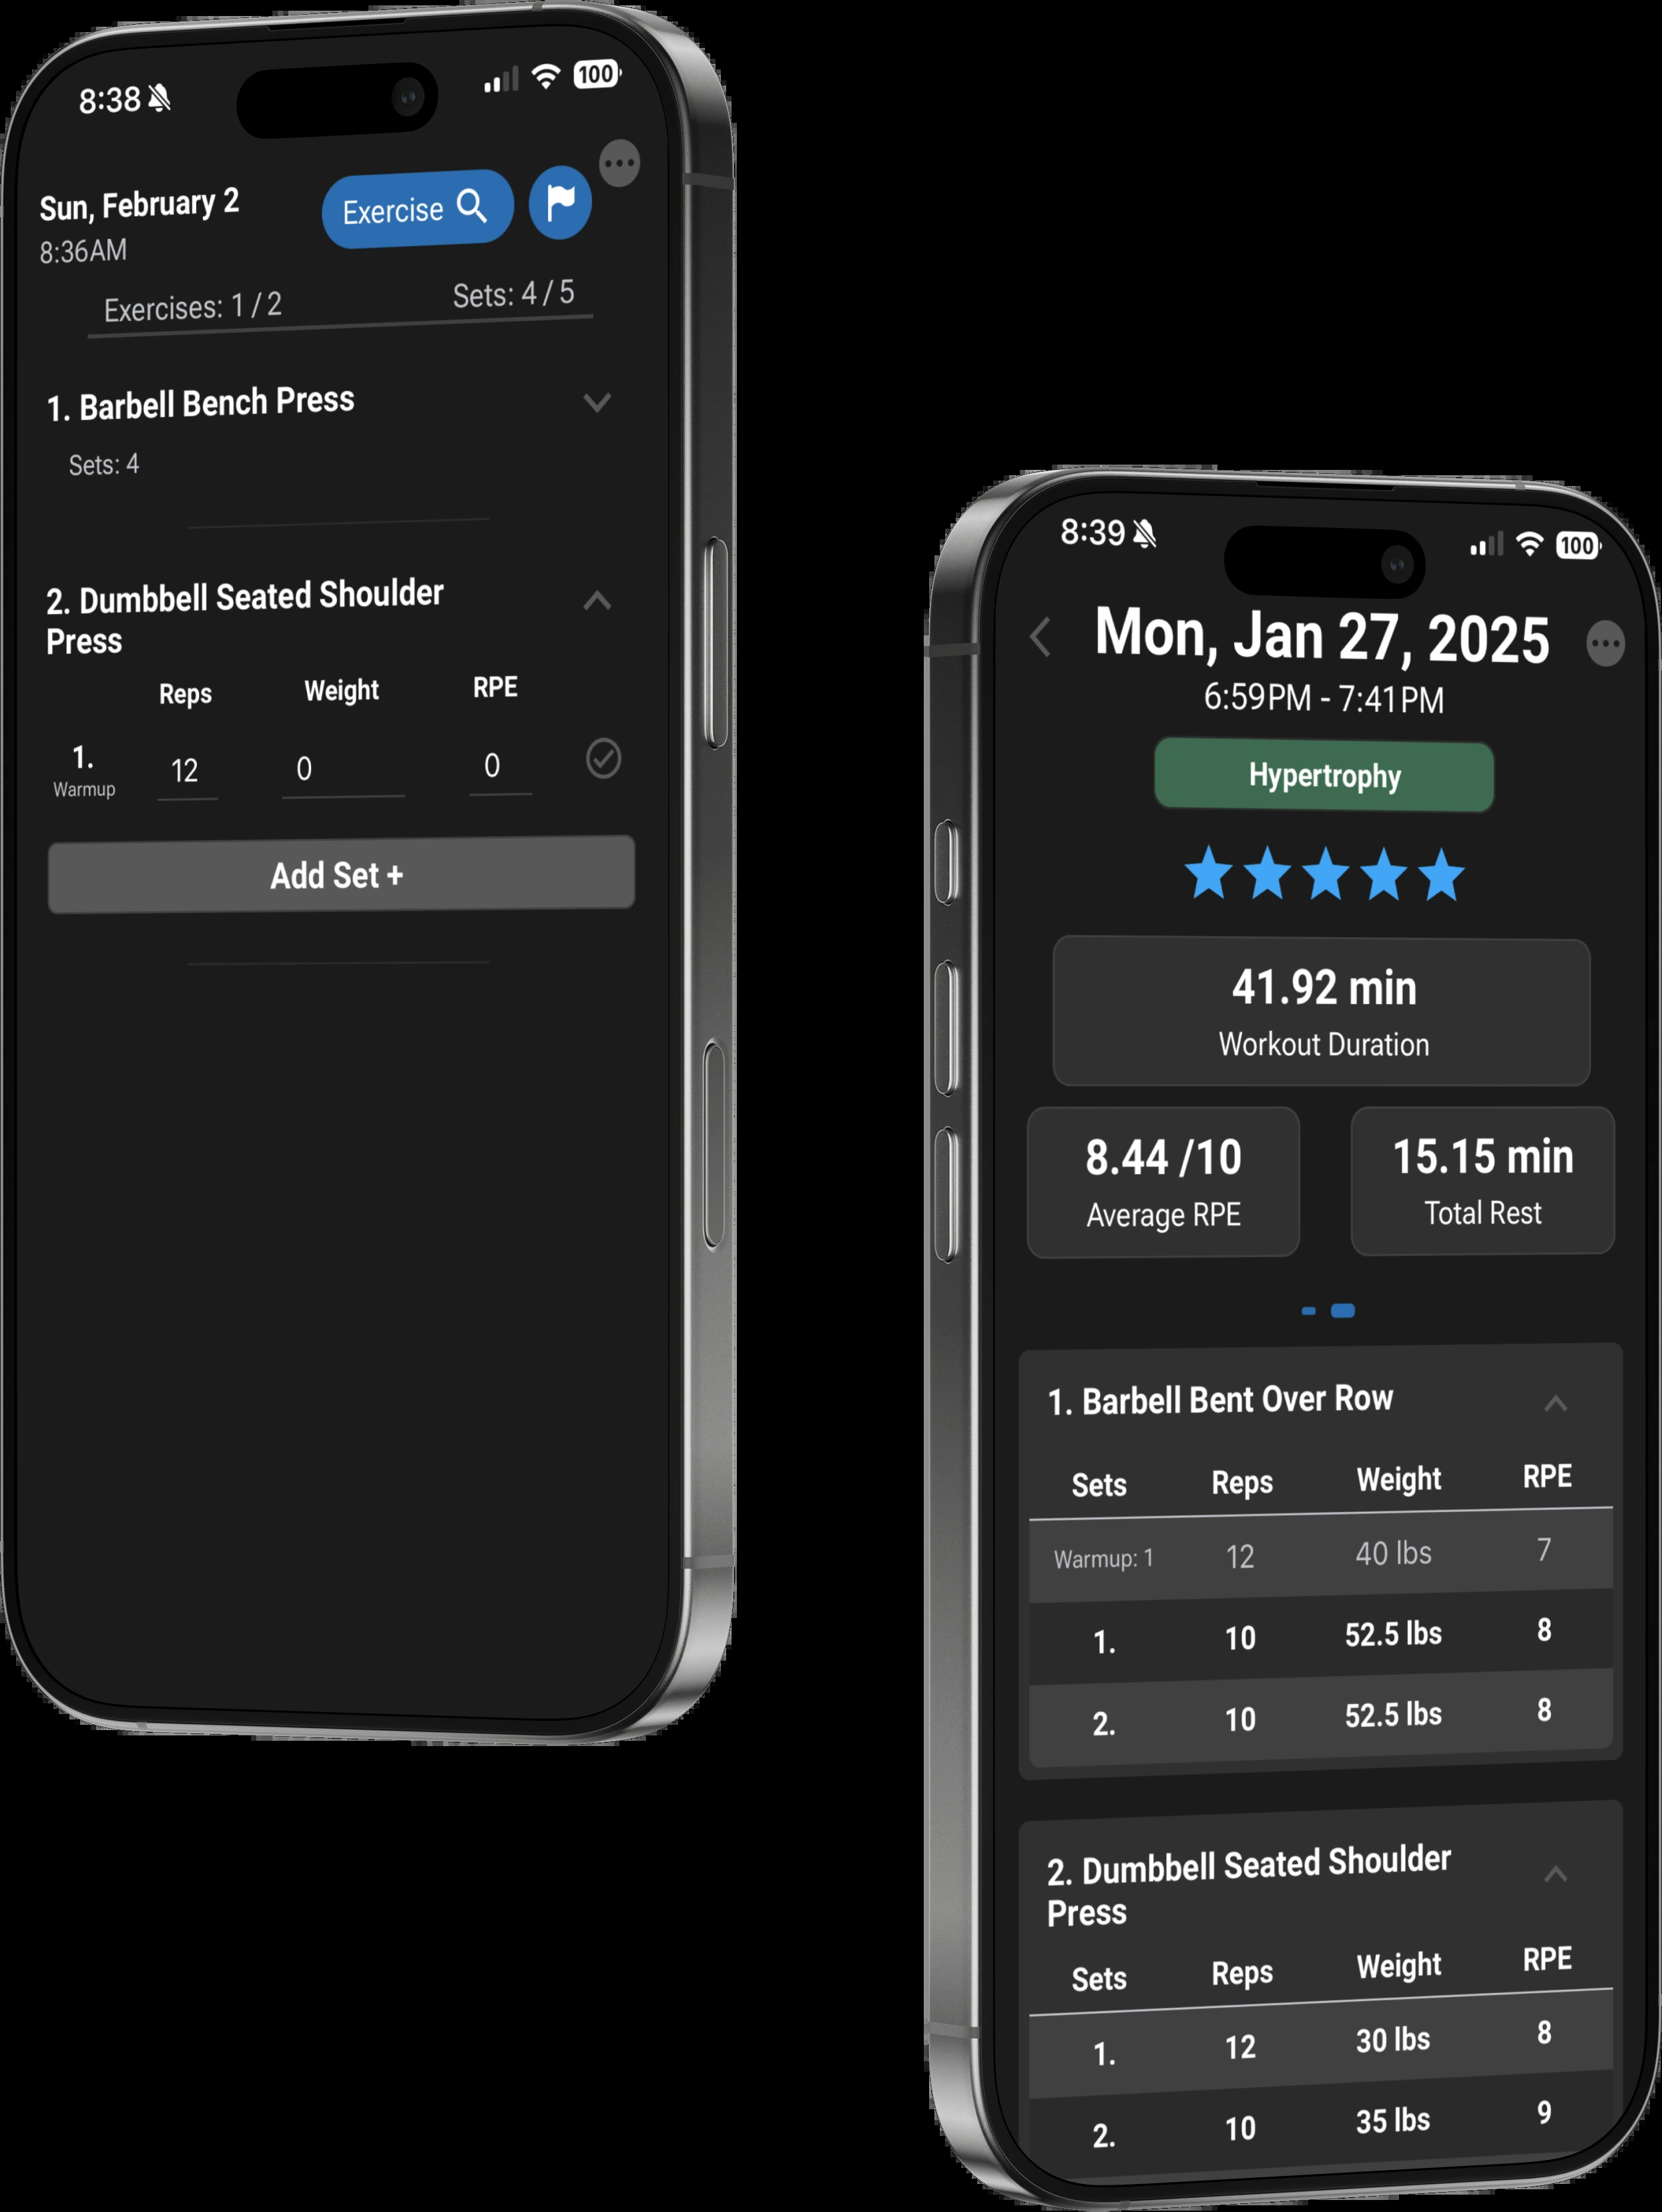 8:38
100
Sun, February 2
8:36AM
Exercise
Exercises: 1 / 2
Sets: 4 / 5
1. Barbell Bench Press
Sets: 4
2. Dumbbell Seated Shoulder
Press
Reps Weight RPE
1. 12 0 0
Warmup
Add Set +
8:39
100
Mon, Jan 27, 2025
6:59PM - 7:41PM
Hypertrophy
41.92 min
Workout Duration
8.44 /10
Average RPE
15.15 min
Total Rest
1. Barbell Bent Over Row
Sets Reps Weight RPE
Warmup: 1 12 40 lbs 7
1. 10 52.5 lbs 8
2. 10 52.5 lbs 8
2. Dumbbell Seated Shoulder
Press
Sets Reps Weight RPE
1. 12 30 lbs 8
2. 10 35 lbs 9